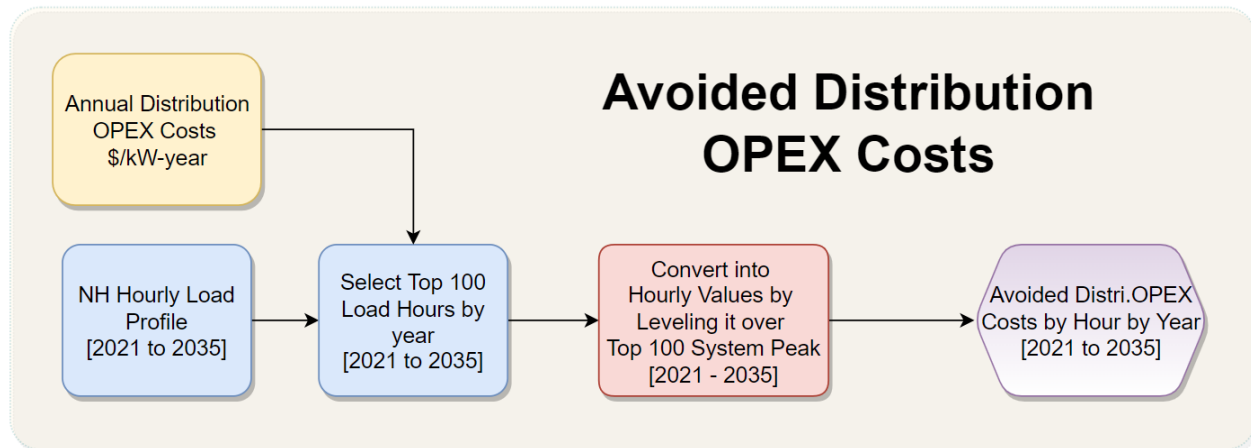 Avoided Distribution
OPEX Costs
Annual Distribution
OPEX Costs
$/kW-year
NH Hourly Load
Profile
[2021 to 2035]
Select Top 100
Load Hours by
year
[2021 to 2035]
Convert into
Hourly Values by
Leveling it over
Top 100 System Peak
[2021 - 2035]
Avoided Distri.OPEX
Costs by Hour by Year
[2021 to 2035]